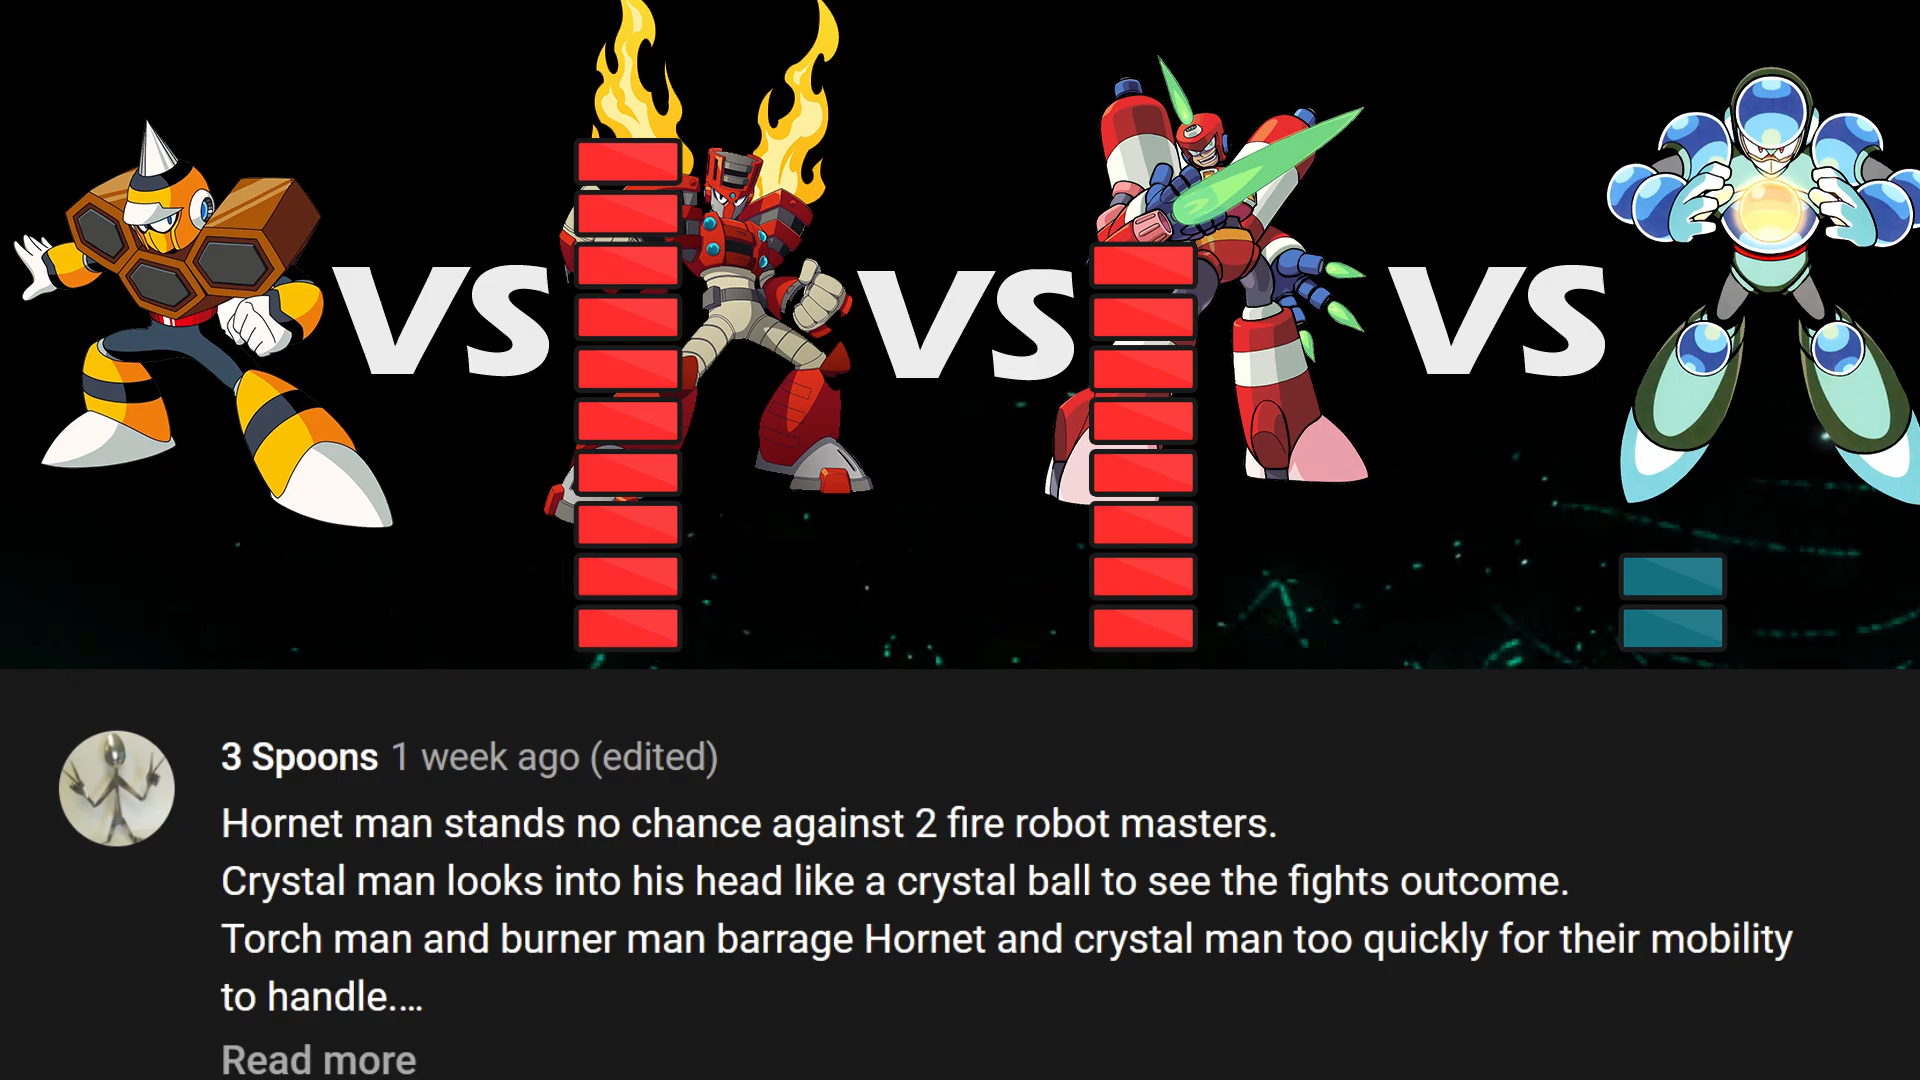 VS VS VS
3 Spoons 1 week ago (edited)
Hornet man stands no chance against 2 fire robot masters.
Crystal man looks into his head like a crystal ball to see the fights outcome.
Torch man and burner man barrage Hornet and crystal man too quickly for their mobility
to handle.…
Read more